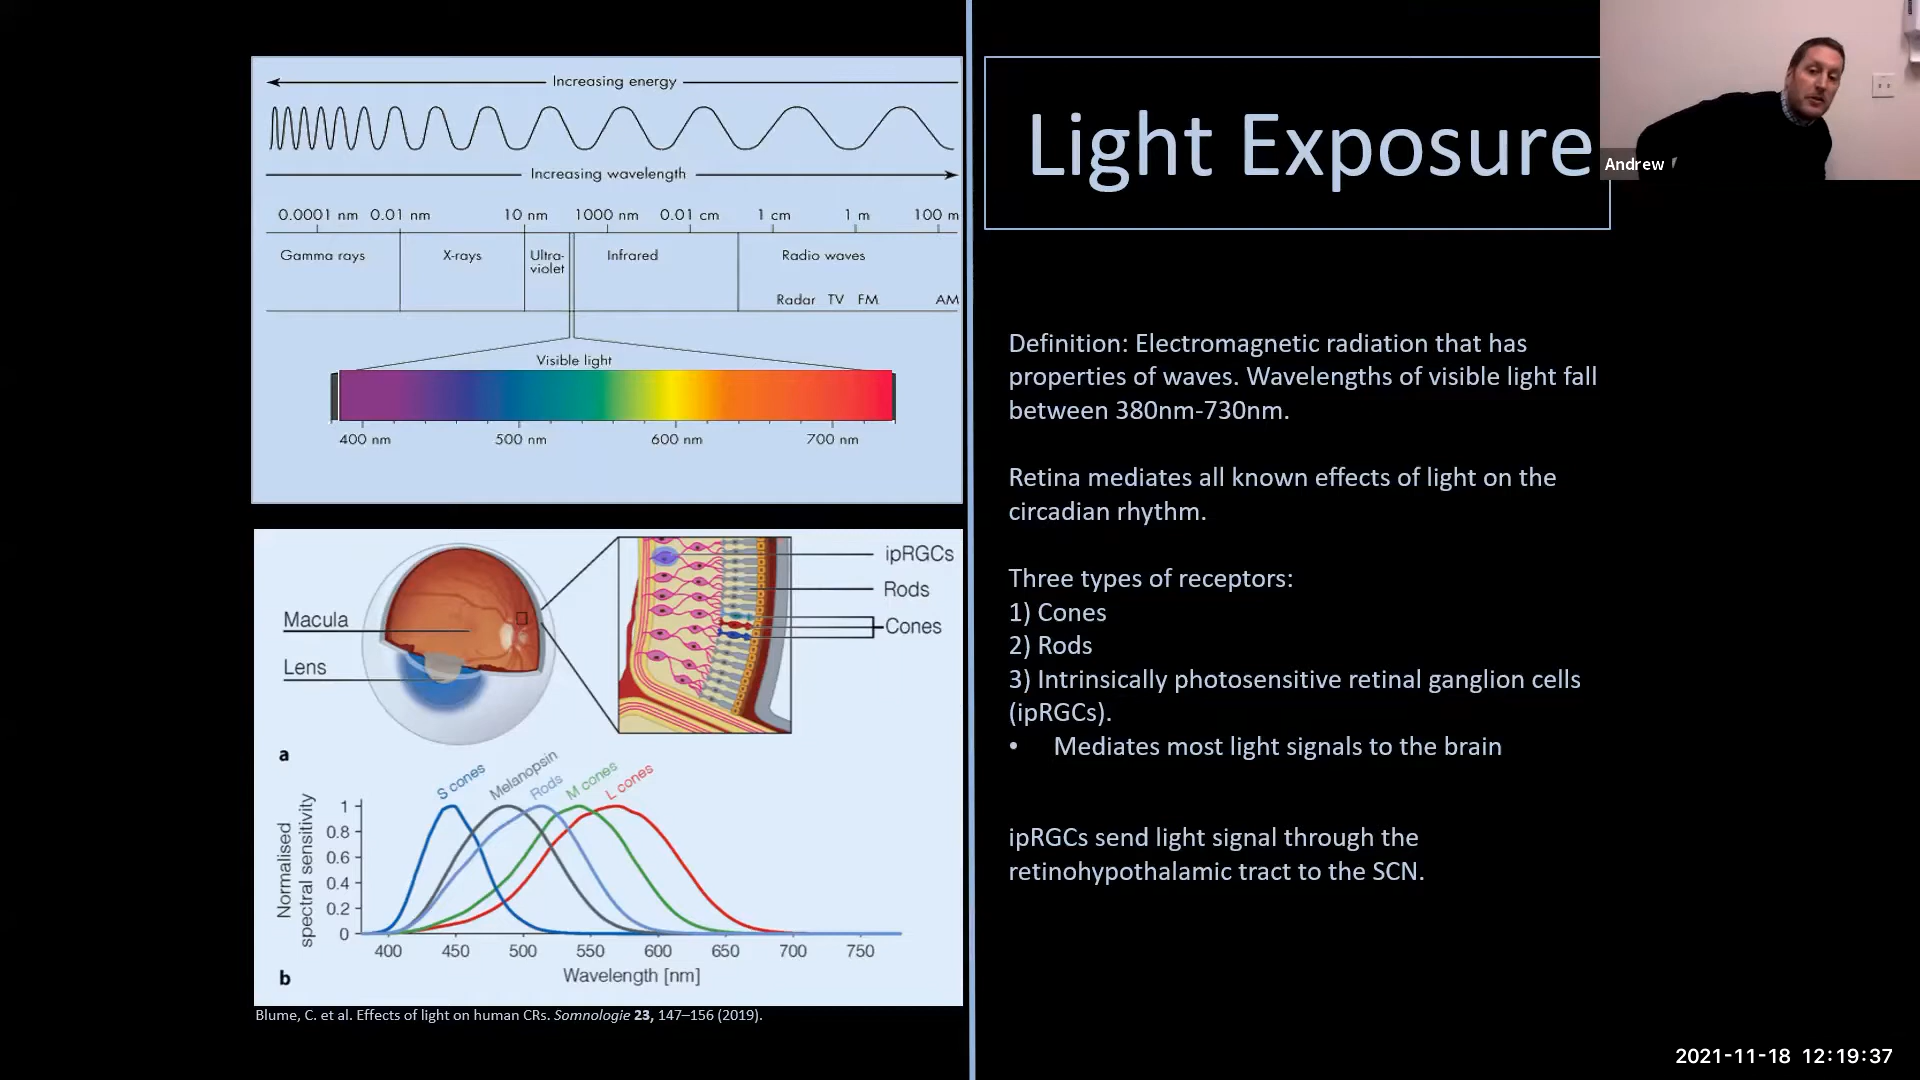 Increasing energy
Increasing wavelength
0.0001 nm 0.01 nm 10 nm 1000 nm 0.01 cm 1 cm 1 m 100 m
Gamma rays X-rays Ultra- Infrared Radio waves
violet
Radar TV FM AM
Visible light
400 nm 500 nm 600 nm 700 nm
Macula
Lens
ipRGCs
Rods
Cones
a
S cones Melanopsin Rods M cones L cones
Normalised
spectral sensitivity
1
0.8
0.6
0.4
0.2
0
400 450 500 550 600 650 700 750
Wavelength [nm]
b
Blume, C. et al. Effects of light on human CRs. Somnologie 23, 147–156 (2019).
Light Exposure
Andrew
Definition: Electromagnetic radiation that has
properties of waves. Wavelengths of visible light fall
between 380nm-730nm.
Retina mediates all known effects of light on the
circadian rhythm.
Three types of receptors:
1) Cones
2) Rods
3) Intrinsically photosensitive retinal ganglion cells
(ipRGCs).
• Mediates most light signals to the brain
ipRGCs send light signal through the
retinohypothalamic tract to the SCN.
2021-11-18 12:19:37